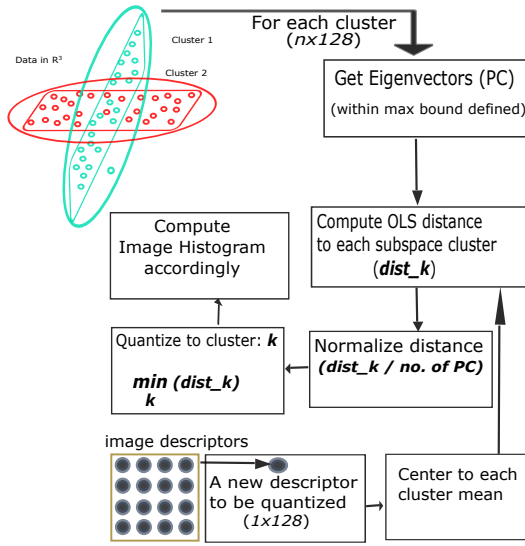 For each cluster
(nx128)
Cluster 1
Data in R³
Cluster 2
Get Eigenvectors (PC)
(within max bound defined)
Compute OLS distance
to each subspace cluster
(dist_k)
Compute
Image Histogram
accordingly
Quantize to cluster: k
min (dist_k)
k
Normalize distance
(dist_k / no. of PC)
image descriptors
A new descriptor
to be quantized
(1x128)
Center to each
cluster mean